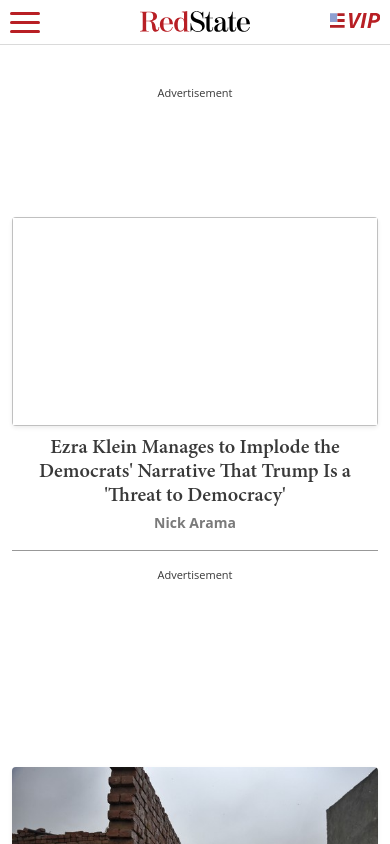 RedState
VIP
Advertisement
Ezra Klein Manages to Implode the
Democrats' Narrative That Trump Is a
'Threat to Democracy'
Nick Arama
Advertisement